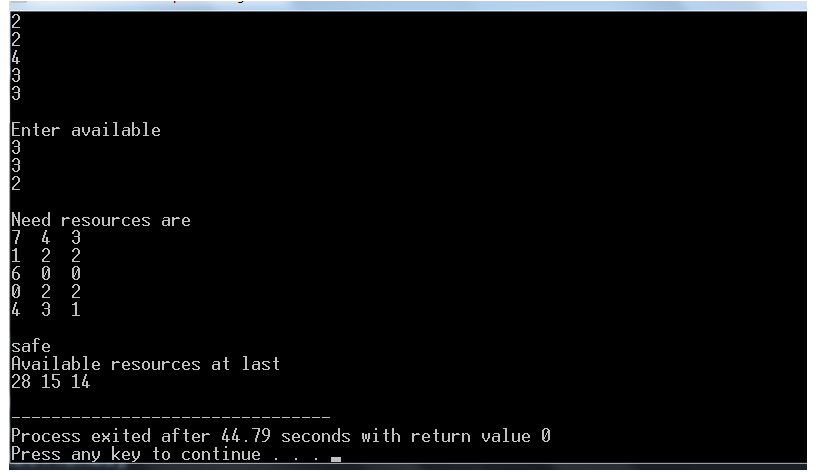 2
2
4
3
3
Enter available
3
3
2
Need resources are
7 4 3
1 2 2
6 0 0
0 2 2
4 3 1
safe
Available resources at last
28 15 14
--------------------------------
Process exited after 44.79 seconds with return value 0
Press any key to continue . . .